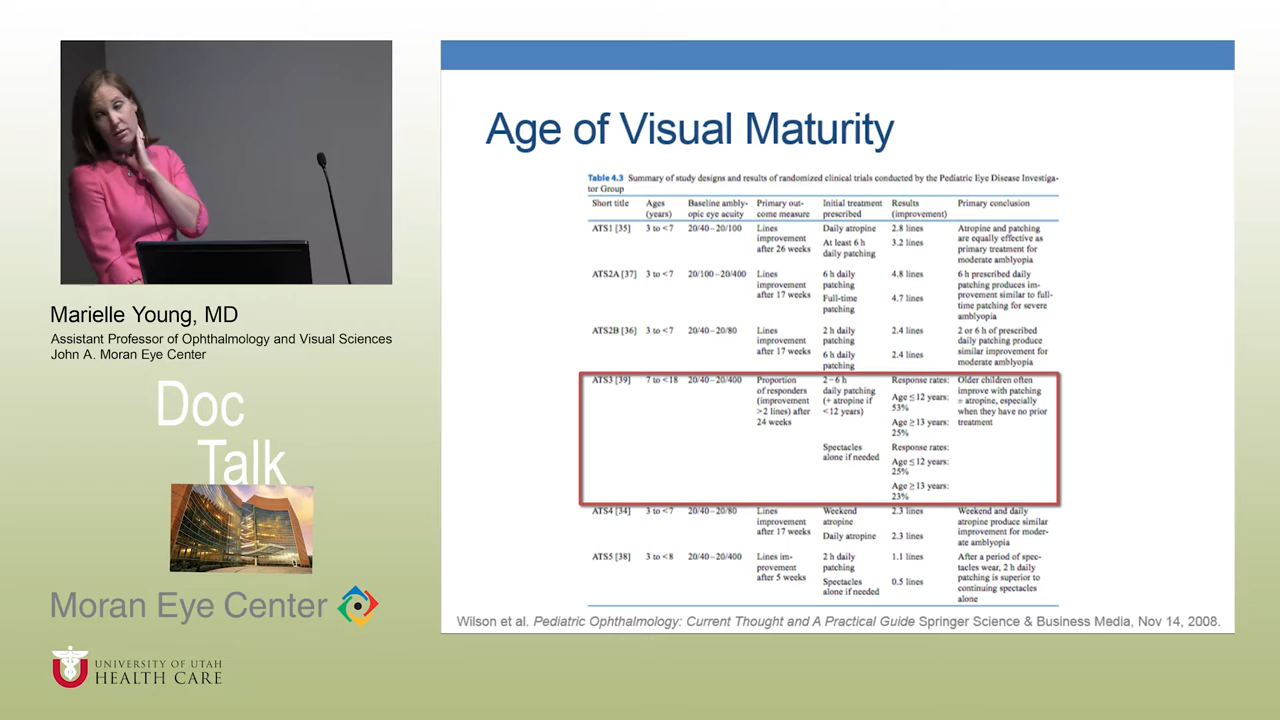 Age of Visual Maturity
Table 4.3 Summary of study designs and results of randomized clinical trials conducted by the Pediatric Eye Disease Investiga-
tor Group
Short title Ages (years) Baseline ambly-opic eye acuity Primary out-come measure Initial treatment prescribed Results (improvement) Primary conclusion
ATS1 [35] 3 to <7 20/40–20/100 Lines Daily atropine 2.8 lines Atropine and patching
improvement At least 6 h 3.2 lines are equally effective as
after 26 weeks daily patching primary treatment for
moderate amblyopia
ATS2A [37] 3 to <7 20/100–20/400 Lines 6 h daily 4.8 lines 6 h prescribed daily
improvement patching patching produces im-
after 17 weeks Full-time 4.7 lines provement similar to full-
patching time patching for severe
amblyopia
ATS2B [36] 3 to <7 20/40–20/80 Lines 2 h daily 2.4 lines 2 or 6 h of prescribed
improvement patching daily patching produce
after 17 weeks 6 h daily 2.4 lines similar improvement for
patching moderate amblyopia
ATS3 [39] 7 to <18 20/40–20/400 Proportion 2–6 h Response rates: Older children often
of responders daily patching Age ≤ 12 years: improve with patching
(improvement (+ atropine if 53% ± atropine, especially
>2 lines) after <12 years) Age ≥ 13 years: when they have no prior
24 weeks 25% treatment
Spectacles Response rates:
alone if needed Age ≤ 12 years:
25%
Age ≥ 13 years:
23%
ATS4 [34] 3 to <7 20/40–20/80 Lines Weekend 2.3 lines Weekend and daily
improvement atropine atropine produce similar
after 17 weeks Daily atropine 2.3 lines improvement for moder-
ate amblyopia
ATS5 [38] 3 to <8 20/40–20/400 Lines im- 2 h daily 1.1 lines After a period of spec-
provement patching tacles wear, 2 h daily
after 5 weeks Spectacles 0.5 lines patching is superior to
alone if needed continuing spectacles
alone
Wilson et al. Pediatric Ophthalmology: Current Thought and A Practical Guide Springer Science & Business Media, Nov 14, 2008.
Marielle Young, MD
Assistant Professor of Ophthalmology and Visual Sciences
John A. Moran Eye Center
Doc
Talk
Moran Eye Center
UNIVERSITY OF UTAH
HEALTH CARE